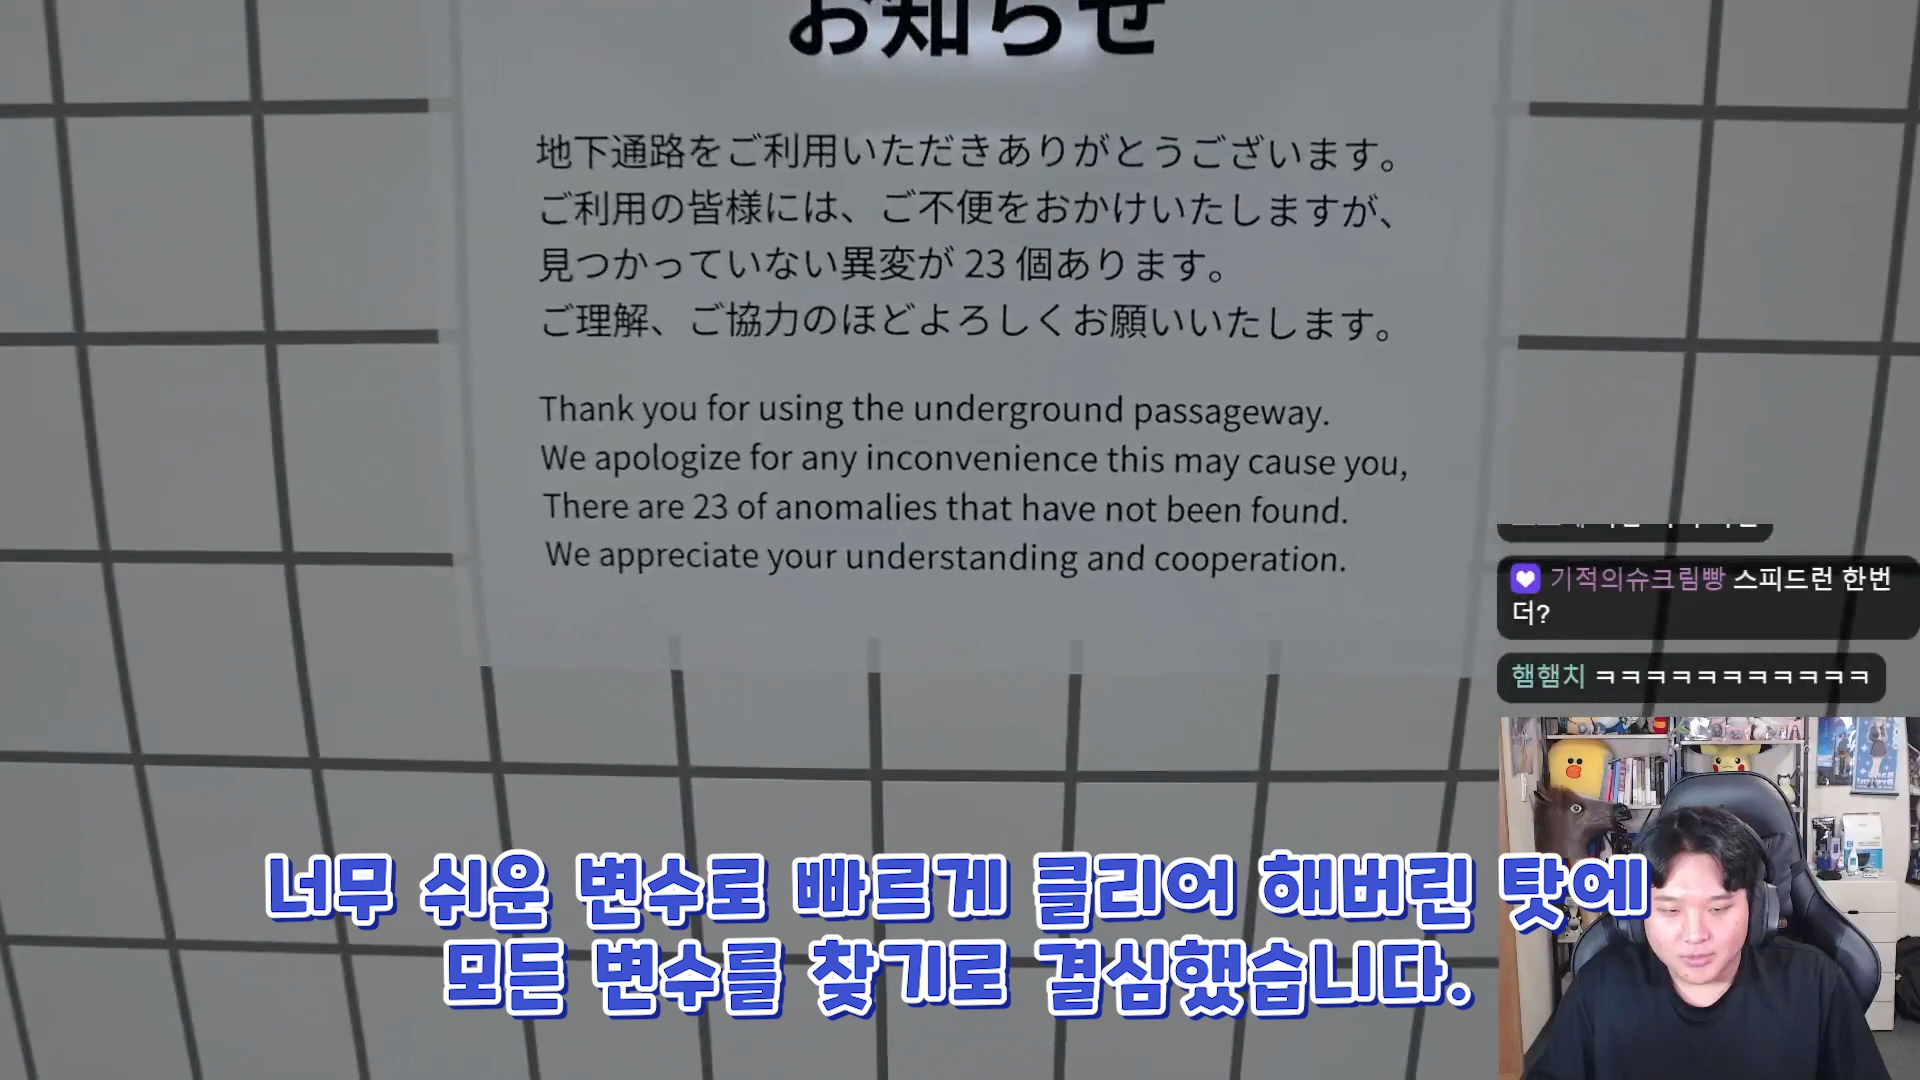 お知らせ
地下通路をご利用いただきありがとうございます。
ご利用の皆様には、ご不便をおかけいたしますが、
見つかっていない異変が 23 個あります。
ご理解、ご協力のほどよろしくお願いいたします。
Thank you for using the underground passageway.
We apologize for any inconvenience this may cause you,
There are 23 of anomalies that have not been found.
We appreciate your understanding and cooperation.
기적의슈크림빵 스피드런 한번
더?
햄햄치 ㅋㅋㅋㅋㅋㅋㅋㅋㅋㅋㅋ
너무 쉬운 변수로 빠르게 클리어 해버린 탓에
모든 변수를 찾기로 결심했습니다.